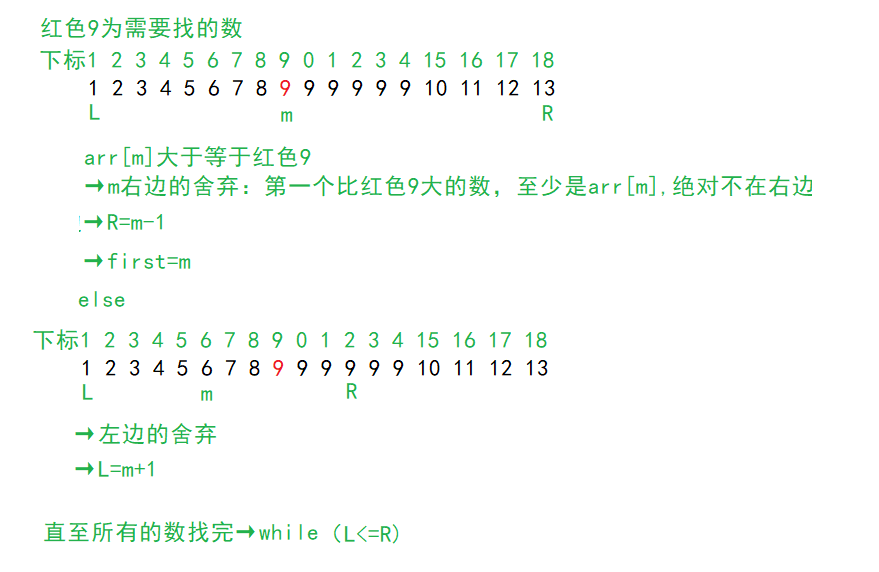 红色9为需要找的数
下标1 2 3 4 5 6 7 8 9 0 1 2 3 4 15 16 17 18
1 2 3 4 5 6 7 8 9 9 9 9 9 9 10 11 12 13
L m R
arr[m]大于等于红色9
→m右边的舍弃：第一个比红色9大的数，至少是arr[m],绝对不在右边
→R=m-1
→first=m
else
下标1 2 3 4 5 6 7 8 9 0 1 2 3 4 15 16 17 18
1 2 3 4 5 6 7 8 9 9 9 9 9 9 10 11 12 13
L m R
→左边的舍弃
→L=m+1
直至所有的数找完→while（L<=R）